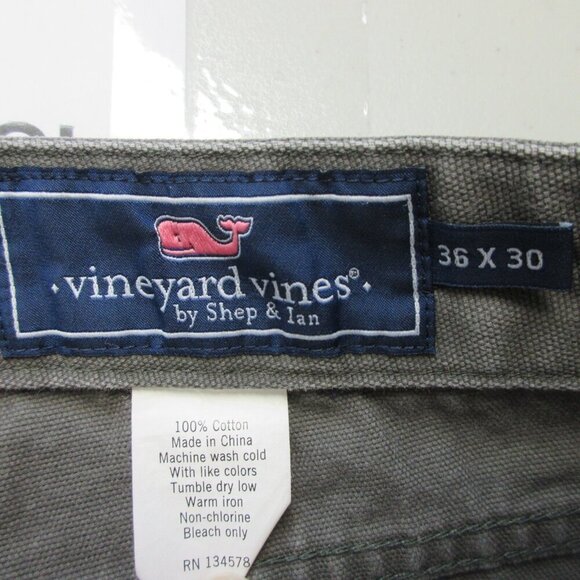 ·vineyard vines®·
by Shep & Ian
36 X 30
100% Cotton
Made in China
Machine wash cold
With like colors
Tumble dry low
Warm iron
Non-chlorine
Bleach only
RN 134578